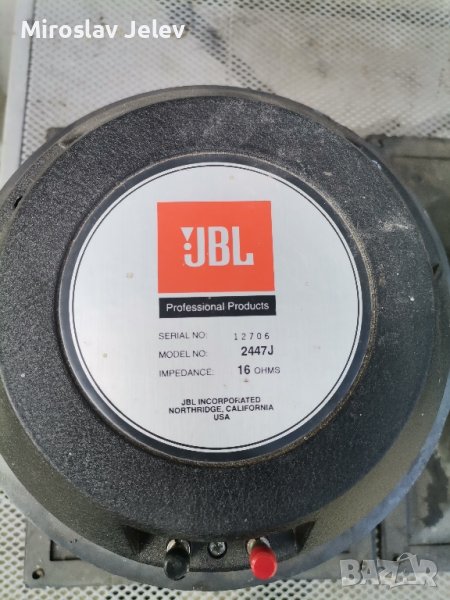 Miroslav Jelev
JBL
Professional Products
SERIAL NO: 12706
MODEL NO: 2447J
IMPEDANCE: 16 OHMS
JBL INCORPORATED
NORTHRIDGE, CALIFORNIA
USA
BAZAR